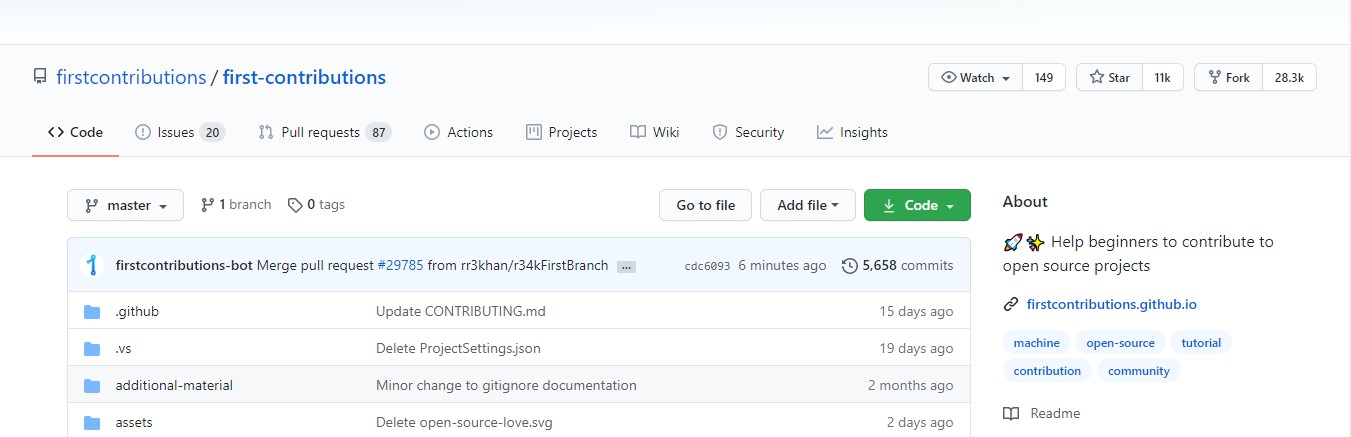 firstcontributions / first-contributions
Watch 149 Star 11k Fork 28.3k
Code Issues 20 Pull requests 87 Actions Projects Wiki Security Insights
master 1 branch 0 tags Go to file Add file Code
firstcontributions-bot Merge pull request #29785 from rr3khan/r34kFirstBranch ... cdc6093 6 minutes ago 5,658 commits
.github Update CONTRIBUTING.md 15 days ago
.vs Delete ProjectSettings.json 19 days ago
additional-material Minor change to gitignore documentation 2 months ago
assets Delete open-source-love.svg 2 days ago
About
🚀✨ Help beginners to contribute to
open source projects
firstcontributions.github.io
machine open-source tutorial
contribution community
Readme